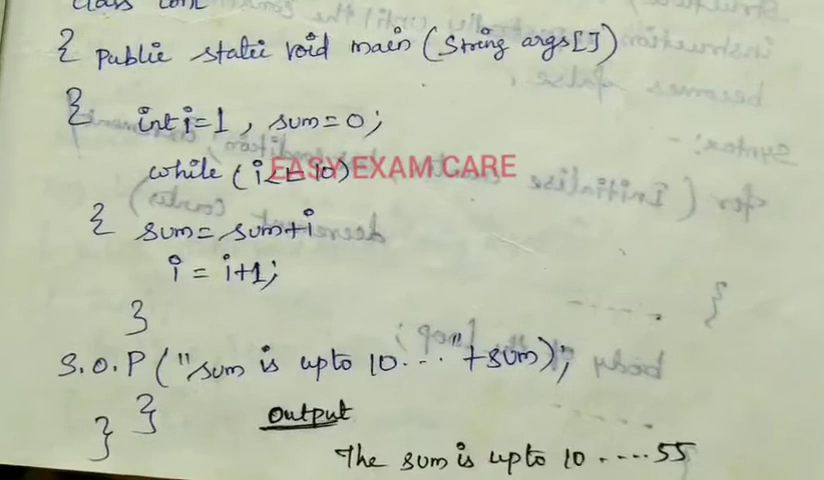 class
{ public static void main (String args[])
{ int i=1, sum=0;
while (i<=10)
EASY EXAM CARE
{ sum = sum+i
i = i+1;
}
S.O.P ("sum is upto 10...."+sum);
} }
Output
The sum is upto 10 .....55